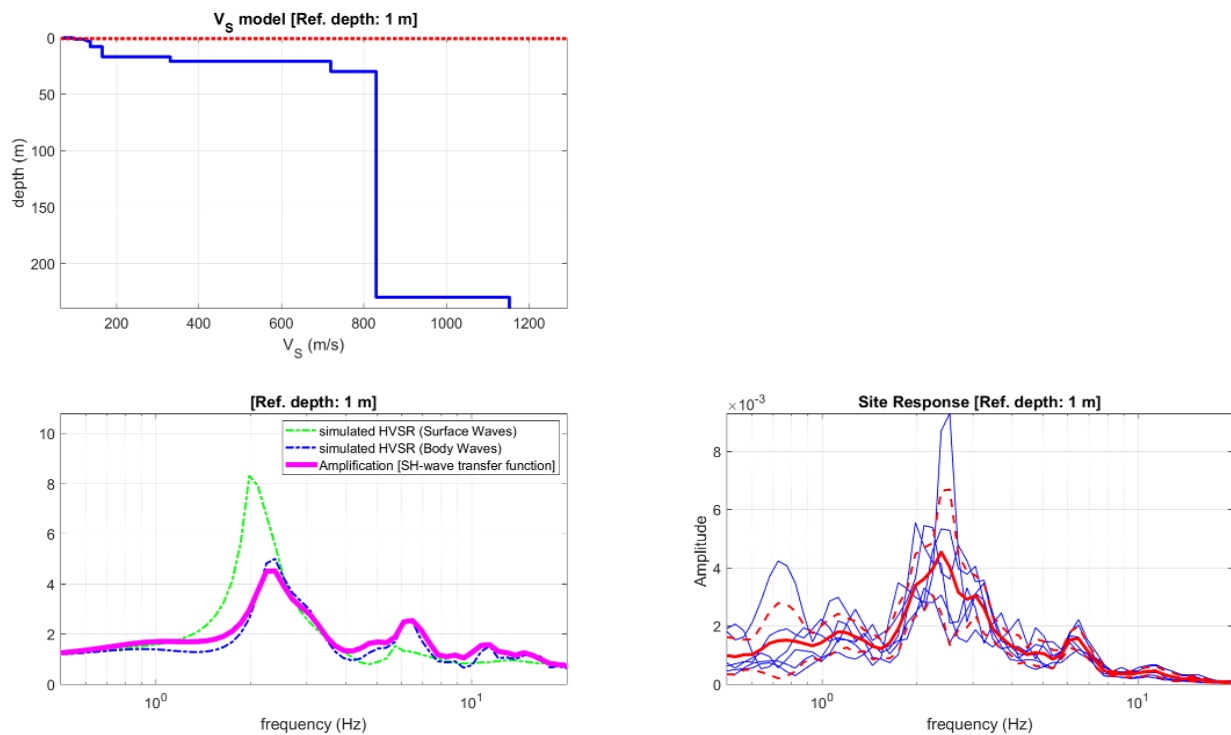 V_S model [Ref. depth: 1 m]
0
50
100
150
200
depth (m)
200
400
600
800
1000
1200
V_S (m/s)
[Ref. depth: 1 m]
10
8
6
4
2
0
simulated HVSR (Surface Waves)
simulated HVSR (Body Waves)
Amplification [SH-wave transfer function]
10^0
10^1
frequency (Hz)
Site Response [Ref. depth: 1 m]
×10^-3
8
6
4
2
0
Amplitude
10^0
10^1
frequency (Hz)